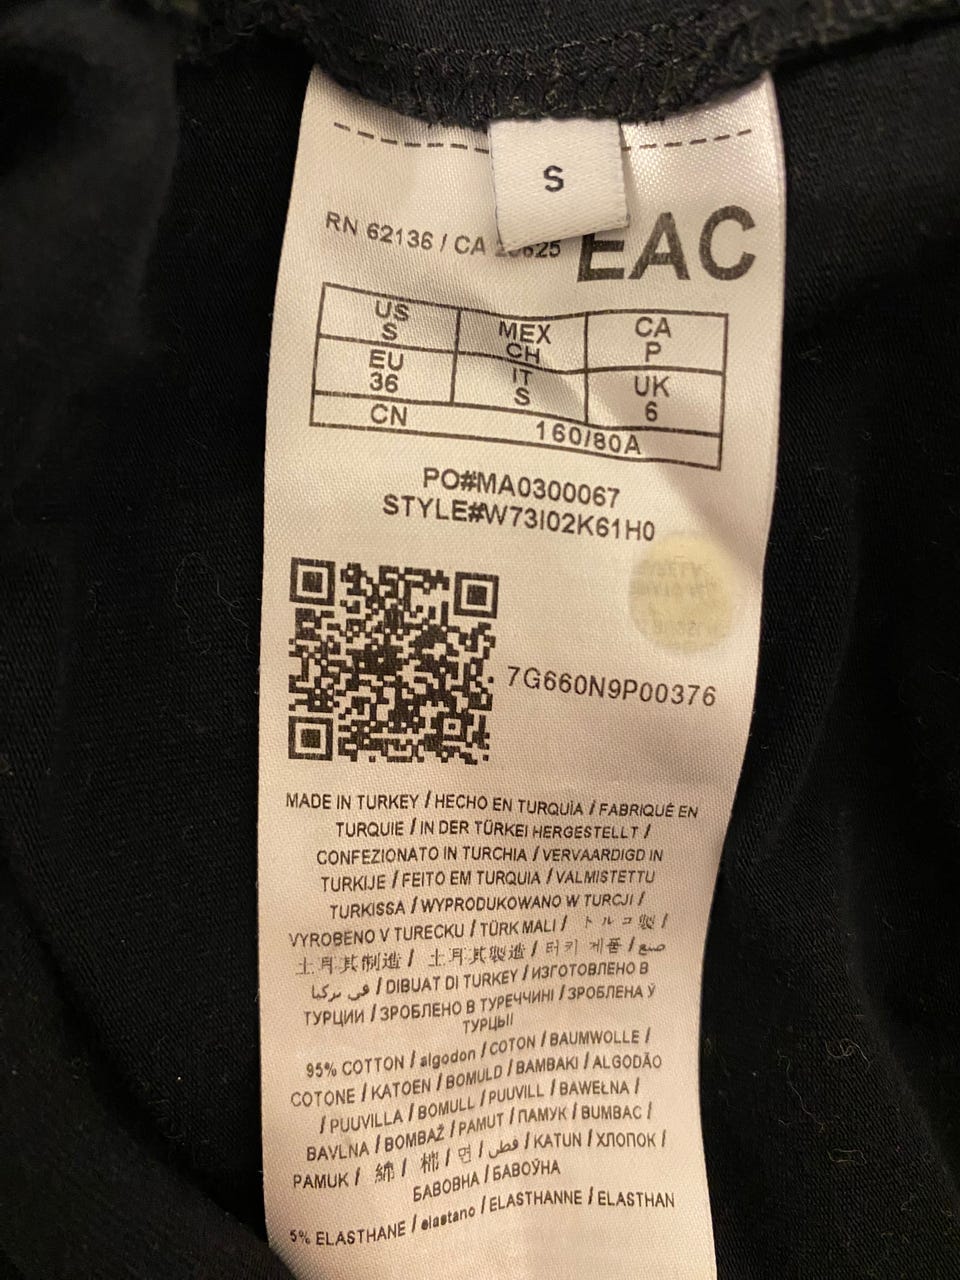 S
RN 62136 / CA
EAC
US MEX CA
S CH P
EU IT UK
36 S 6
CN 160/80A
PO#MA0300067
STYLE#W73I02K61H0
7G660N9P00376
MADE IN TURKEY / HECHO EN TURQUÍA / FABRIQUÉ EN
TURQUIE / IN DER TÜRKEI HERGESTELLT /
CONFEZIONATO IN TURCHIA / VERVAARDIGD IN
TURKIJE / FEITO EM TURQUIA / VALMISTETTU
TURKISSA / WYPRODUKOWANO W TURCJI /
VYROBENO V TURECKU / TÜRK MALI / トルコ製 /
土耳其制造 / 土耳其製造 / 터키 제품 / صنع
في تركيا / DIBUAT DI TURKEY / ИЗГОТОВЛЕНО В
ТУРЦИИ / ЗРОБЛЕНО В ТУРЕЧЧИНІ / ЗРОБЛЕНА Ў
ТУРЦЫІ
95% COTTON / algodon / COTON / BAUMWOLLE /
COTONE / KATOEN / BOMULD / BAMBAKI / ALGODÃO
/ PUUVILLA / BOMULL / PUUVILL / BAWEŁNA /
BAVLNA / BOMBAŽ / PAMUT / ПАМУК / BUMBAC /
PAMUK / 綿 / 棉 / 면 / قطن / KATUN / ХЛОПОК /
БАВОВНА / БАВОЎНА
5% ELASTHANE / elastano / ELASTHANNE / ELASTHAN